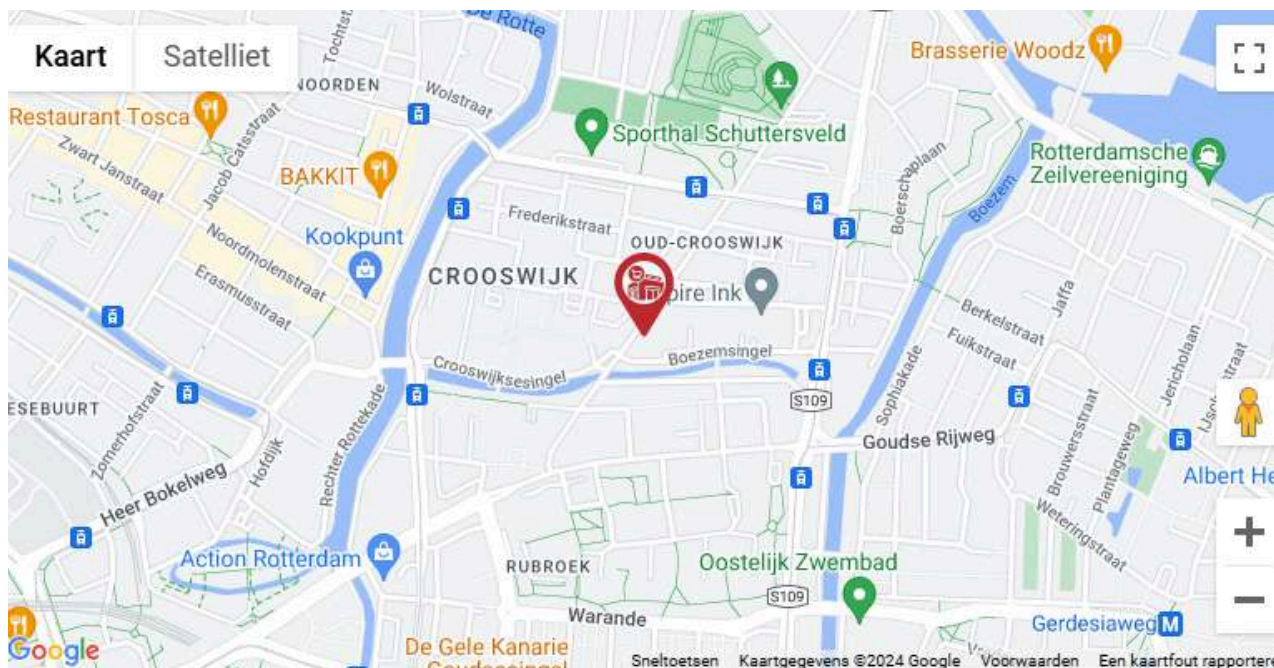 De Rotte
Kaart
Satelliet
Tochtst
NOORDEN
Wolstraat
Brasserie Woodz
Restaurant Tosca
Jacob Catsstraat
Sporthal Schuttersveld
Zwart Janstraat
BAKKIT
Boerschaplaan
Rotterdamsche
Zeilvereeniging
Boezem
Frederikstraat
Kookpunt
Noordmolenstraat
OUD-CROOSWIJK
CROOSWIJK
pire Ink
Erasmusstraat
Jaffa
Berkelstraat
Fuikstraat
Boezemsingel
Crooswijksesingel
Jericholaan
ESEBUURT
Zomerhofstraat
Rechter Rottekade
S109
Sophiakade
Hofdijk
Goudse Rijweg
Brouwersstraat
Plantageweg
Heer Bokelweg
Albert He
Weteringstraat
Action Rotterdam
RUBROEK
Oostelijk Zwembad
S109
Warande
Gerdesiaweg
M
De Gele Kanarie
Goudsesingel
Google
Sneltoetsen
Kaartgegevens ©2024 Google
Voorwaarden
Een kaartfout rapporteren